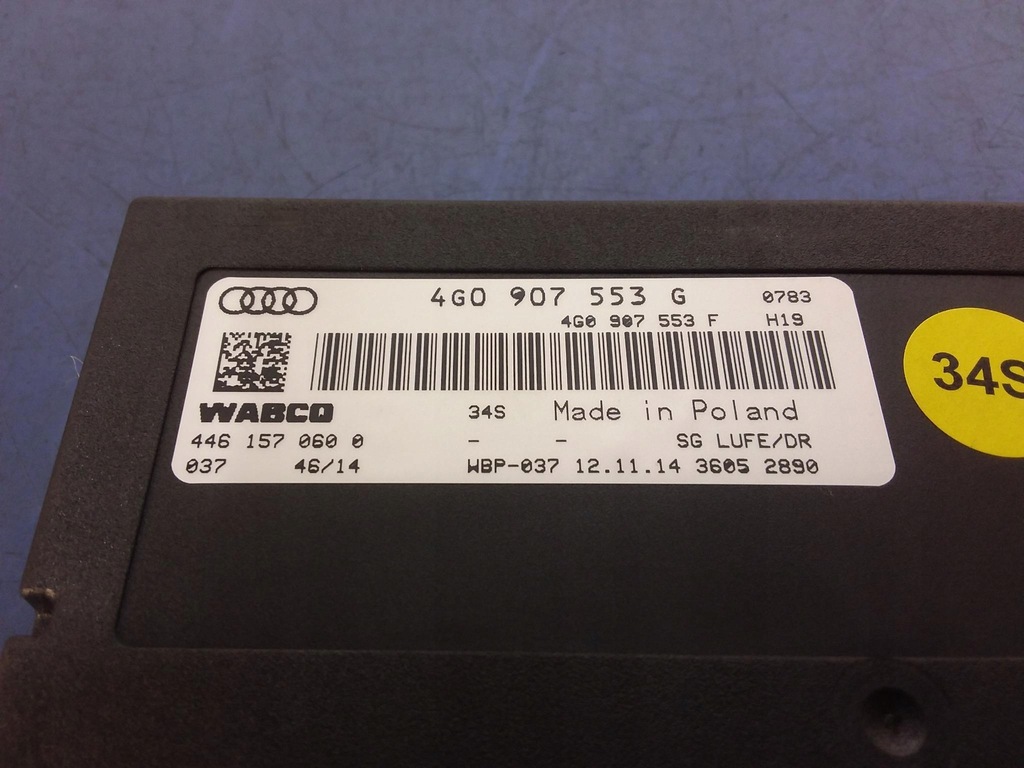 4G0 907 553 G 0783
4G0 907 553 F H19
WABCO 34S Made in Poland
446 157 060 0 - - SG LUFE/DR
037 46/14 WBP-037 12.11.14 3605 2890
34S